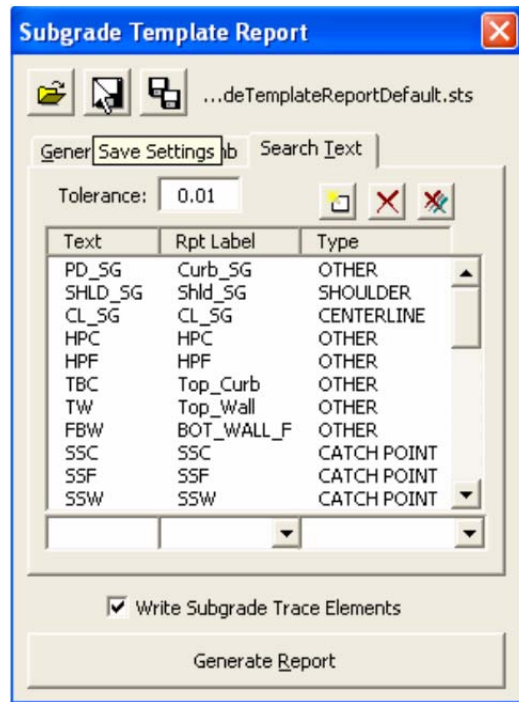 Subgrade Template Report
...deTemplateReportDefault.sts
Save Settings
Search Text
Tolerance: 0.01
Text Rpt Label Type
PD_SG Curb_SG OTHER
SHLD_SG Shld_SG SHOULDER
CL_SG CL_SG CENTERLINE
HPC HPC OTHER
HPF HPF OTHER
TBC Top_Curb OTHER
TW Top_Wall OTHER
FBW BOT_WALL_F OTHER
SSC SSC CATCH POINT
SSF SSF CATCH POINT
SSW SSW CATCH POINT
Write Subgrade Trace Elements
Generate Report